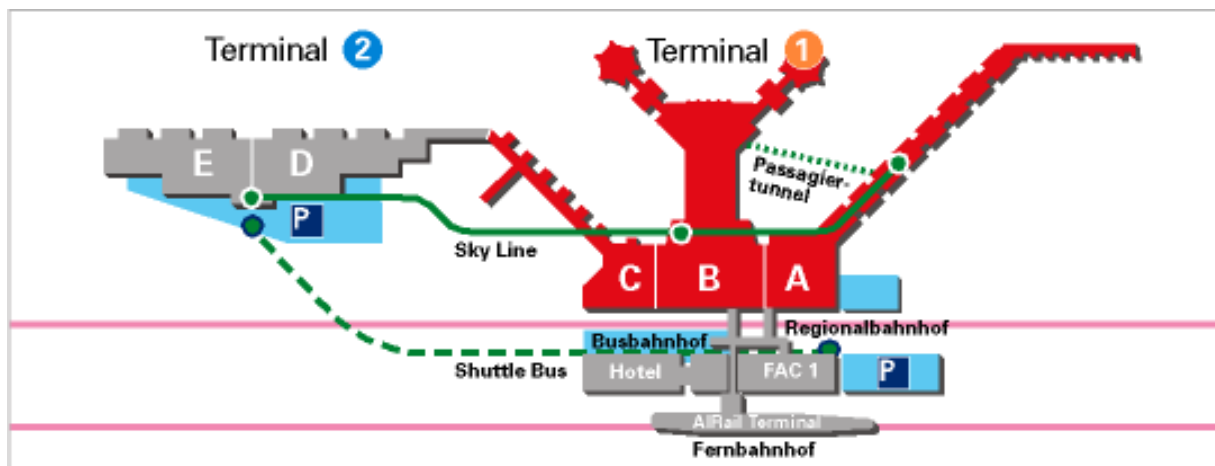 Terminal 2
Terminal 1
E
D
P
Passagier-
tunnel
Sky Line
C
B
A
Regionalbahnhof
Busbahnhof
Shuttle Bus
Hotel
FAC 1
P
AIRail Terminal
Fernbahnhof